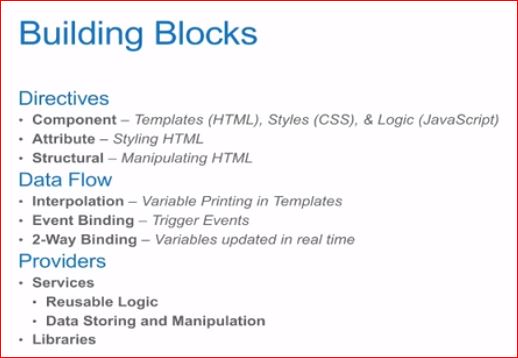 Building Blocks
Directives
• Component – Templates (HTML), Styles (CSS), & Logic (JavaScript)
• Attribute – Styling HTML
• Structural – Manipulating HTML
Data Flow
• Interpolation – Variable Printing in Templates
• Event Binding – Trigger Events
• 2-Way Binding – Variables updated in real time
Providers
• Services
• Reusable Logic
• Data Storing and Manipulation
• Libraries